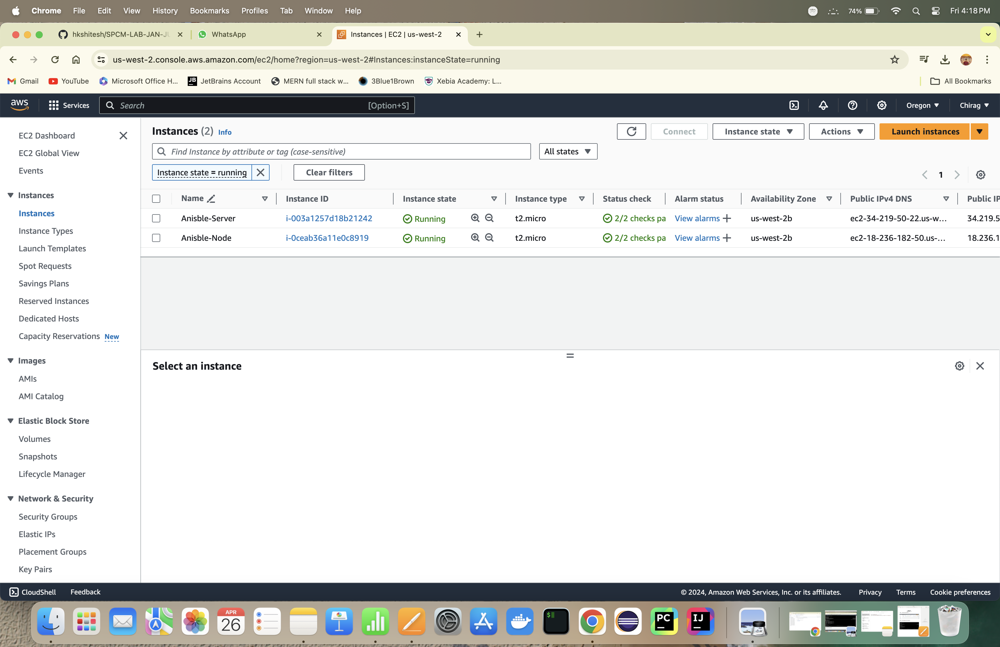 Chrome File Edit View History Bookmarks Profiles Tab Window Help 74% Fri 4:18 PM
hkshitesh/SPCM-LAB-JAN-JU WhatsApp Instances | EC2 | us-west-2
us-west-2.console.aws.amazon.com/ec2/home?region=us-west-2#Instances:instanceState=running
Gmail YouTube Microsoft Office H... JetBrains Account MERN full stack w... 3Blue1Brown Xebia Academy: L... All Bookmarks
aws Services Search [Option+S] Oregon Chirag
EC2 Dashboard
EC2 Global View
Events
Instances
Instances
Instance Types
Launch Templates
Spot Requests
Savings Plans
Reserved Instances
Dedicated Hosts
Capacity Reservations New
Images
AMIs
AMI Catalog
Elastic Block Store
Volumes
Snapshots
Lifecycle Manager
Network & Security
Security Groups
Elastic IPs
Placement Groups
Key Pairs
Instances (2) Info Connect Instance state Actions Launch instances
Find Instance by attribute or tag (case-sensitive) All states
Instance state = running Clear filters 1
Name Instance ID Instance state Instance type Status check Alarm status Availability Zone Public IPv4 DNS Public IP
Anisble-Server i-003a1257d18b21242 Running t2.micro 2/2 checks pa View alarms us-west-2b ec2-34-219-50-22.us-w... 34.219.5
Anisble-Node i-0ceab36a11e0c8919 Running t2.micro 2/2 checks pa View alarms us-west-2b ec2-18-236-182-50.us-... 18.236.1
Select an instance
CloudShell Feedback © 2024, Amazon Web Services, Inc. or its affiliates. Privacy Terms Cookie preferences
APR
26
$
PC
IJ